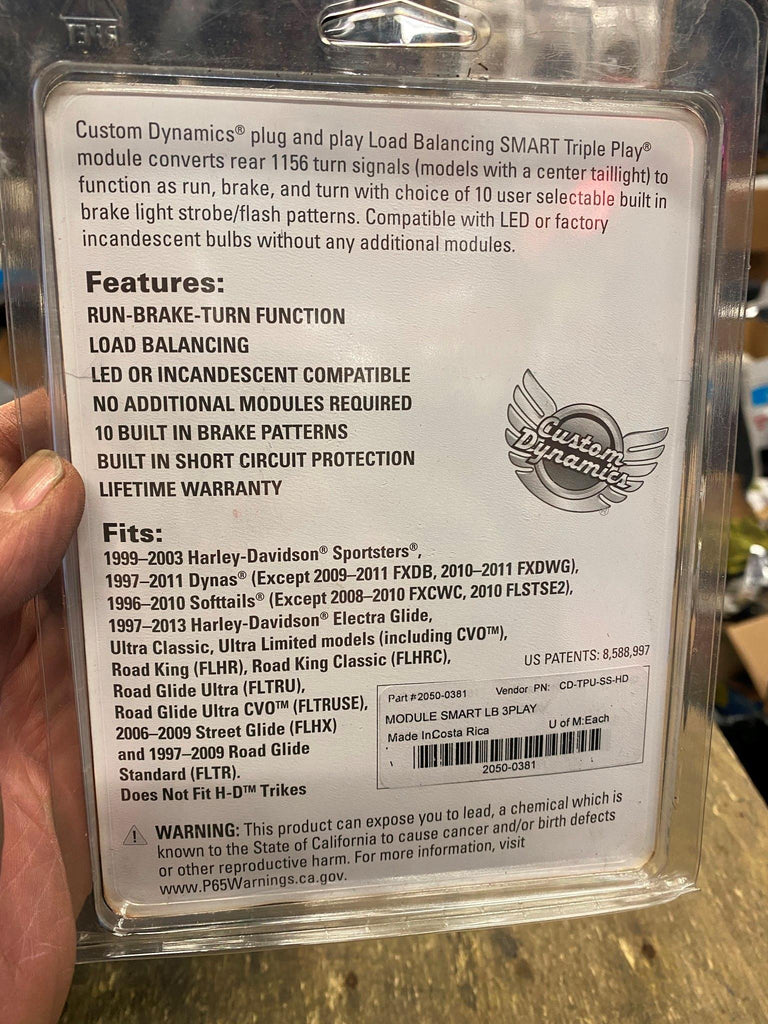 Custom Dynamics® plug and play Load Balancing SMART Triple Play®
module converts rear 1156 turn signals (models with a center taillight) to
function as run, brake, and turn with choice of 10 user selectable built in
brake light strobe/flash patterns. Compatible with LED or factory
incandescent bulbs without any additional modules.
Features:
RUN-BRAKE-TURN FUNCTION
LOAD BALANCING
LED OR INCANDESCENT COMPATIBLE
NO ADDITIONAL MODULES REQUIRED
10 BUILT IN BRAKE PATTERNS
BUILT IN SHORT CIRCUIT PROTECTION
LIFETIME WARRANTY
Custom
Dynamics
®
Fits:
1999–2003 Harley-Davidson® Sportsters®,
1997–2011 Dynas® (Except 2009–2011 FXDB, 2010–2011 FXDWG),
1996–2010 Softtails® (Except 2008–2010 FXCWC, 2010 FLSTSE2),
1997–2013 Harley-Davidson® Electra Glide,
Ultra Classic, Ultra Limited models (including CVO™),
Road King (FLHR), Road King Classic (FLHRC),
Road Glide Ultra (FLTRU),
Road Glide Ultra CVO™ (FLTRUSE),
2006–2009 Street Glide (FLHX)
and 1997–2009 Road Glide
Standard (FLTR).
Does Not Fit H-D™ Trikes
US PATENTS: 8,588,997
Part #2050-0381 Vendor PN: CD-TPU-SS-HD
MODULE SMART LB 3PLAY
Made InCosta Rica U of M:Each
2050-0381
WARNING: This product can expose you to lead, a chemical which is
known to the State of California to cause cancer and/or birth defects
or other reproductive harm. For more information, visit
www.P65Warnings.ca.gov.